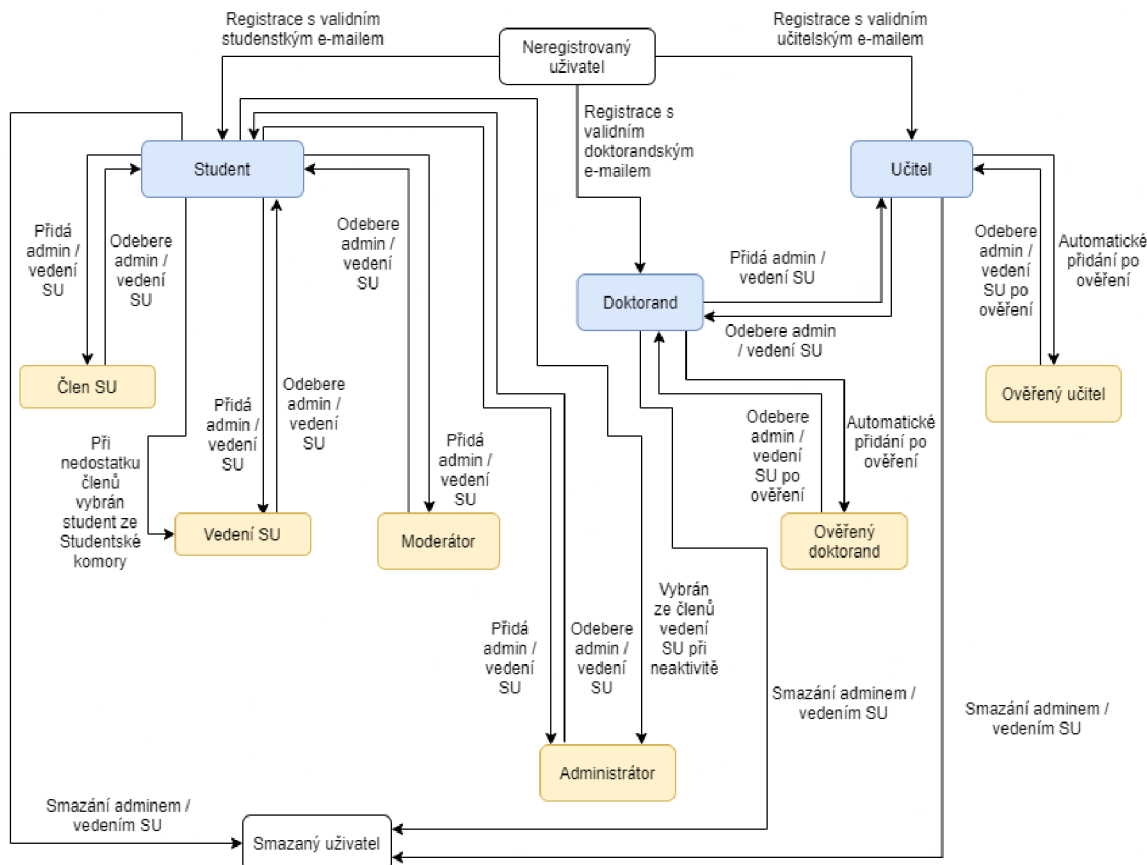 Registrace s validním
studenstkým e-mailem
Neregistrovaný
uživatel
Registrace s validním
učitelským e-mailem
Registrace s
validním
doktorandským
e-mailem
Student
Učitel
Přidá
admin /
vedení
SU
Odebere
admin /
vedení
SU
Odebere
admin /
vedení
SU
Přidá admin /
vedení SU
Odebere
admin /
vedení
SU po
ověření
Automatické
přidání po
ověření
Doktorand
Odebere admin
/ vedení SU
Člen SU
Přidá
admin /
vedení
SU
Odebere
admin /
vedení
SU
Ověřený učitel
Při
nedostatku
členů
vybrán
student ze
Studentské
komory
Přidá
admin /
vedení
SU
Odebere
admin /
vedení
SU po
ověření
Automatické
přidání po
ověření
Vedení SU
Moderátor
Ověřený
doktorand
Přidá
admin /
vedení
SU
Odebere
admin /
vedení
SU
Vybrán
ze členů
vedení
SU při
neaktivitě
Smazání adminem /
vedením SU
Smazání adminem /
vedením SU
Administrátor
Smazání adminem /
vedením SU
Smazaný uživatel